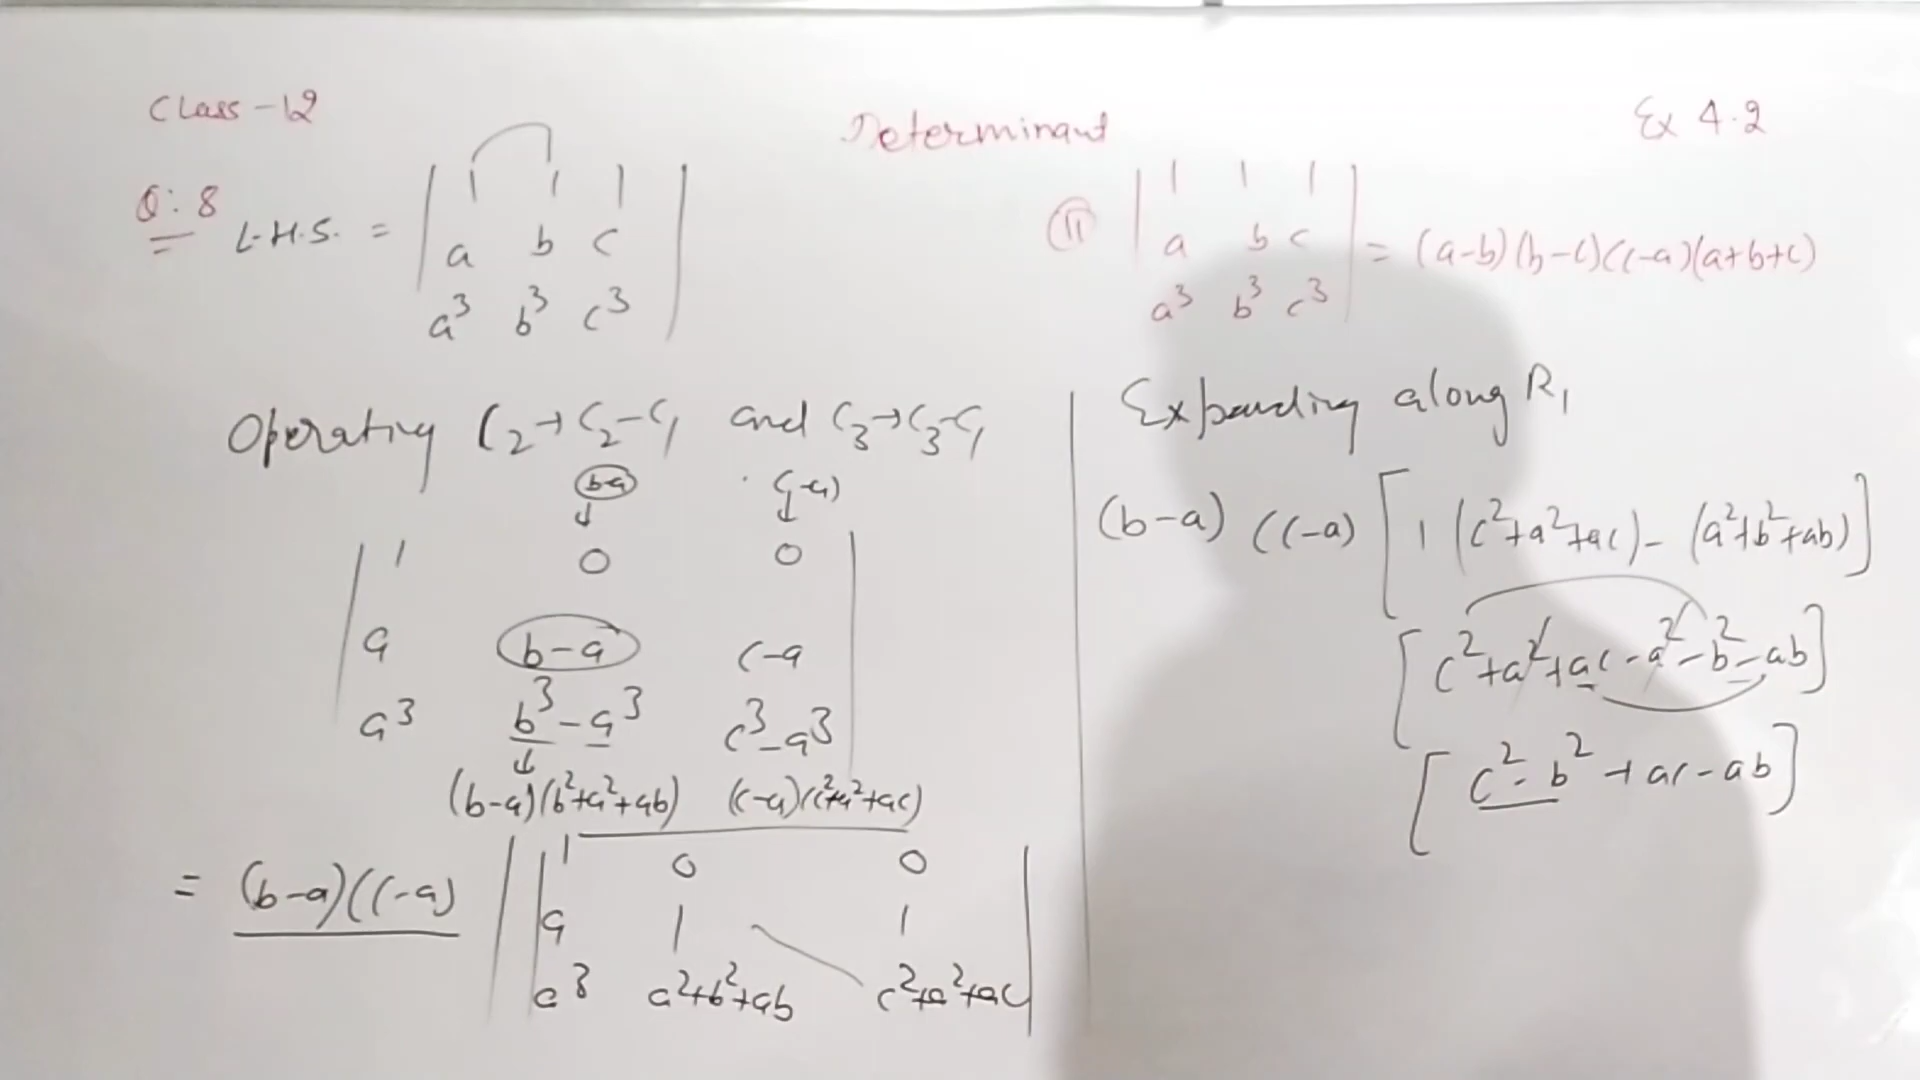 Class - 12
Determinant
Ex 4.2
Q: 8 L.H.S. = | 1 1 1 |
a b c
a³ b³ c³
(ii) | 1 1 1 |
a b c = (a-b)(b-c)(c-a)(a+b+c)
a³ b³ c³
Operating C₂→C₂-C₁ and C₃→C₃-C₁
b-a (c-a)
↓ ↓
1 0 0
a b-a c-a
a³ b³-a³ c³-a³
↓
(b-a)(b²+a²+ab) (c-a)(c²+a²+ac)
= (b-a)(c-a) | 1 0 0 |
a 1 1
a³ a²+b²+ab c²+a²+ac
Expanding along R₁
(b-a) (c-a) [1 (c²+a²+ac) - (a²+b²+ab)]
[c²+a²+ac-a²-b²-ab]
[c²-b²+ac-ab]